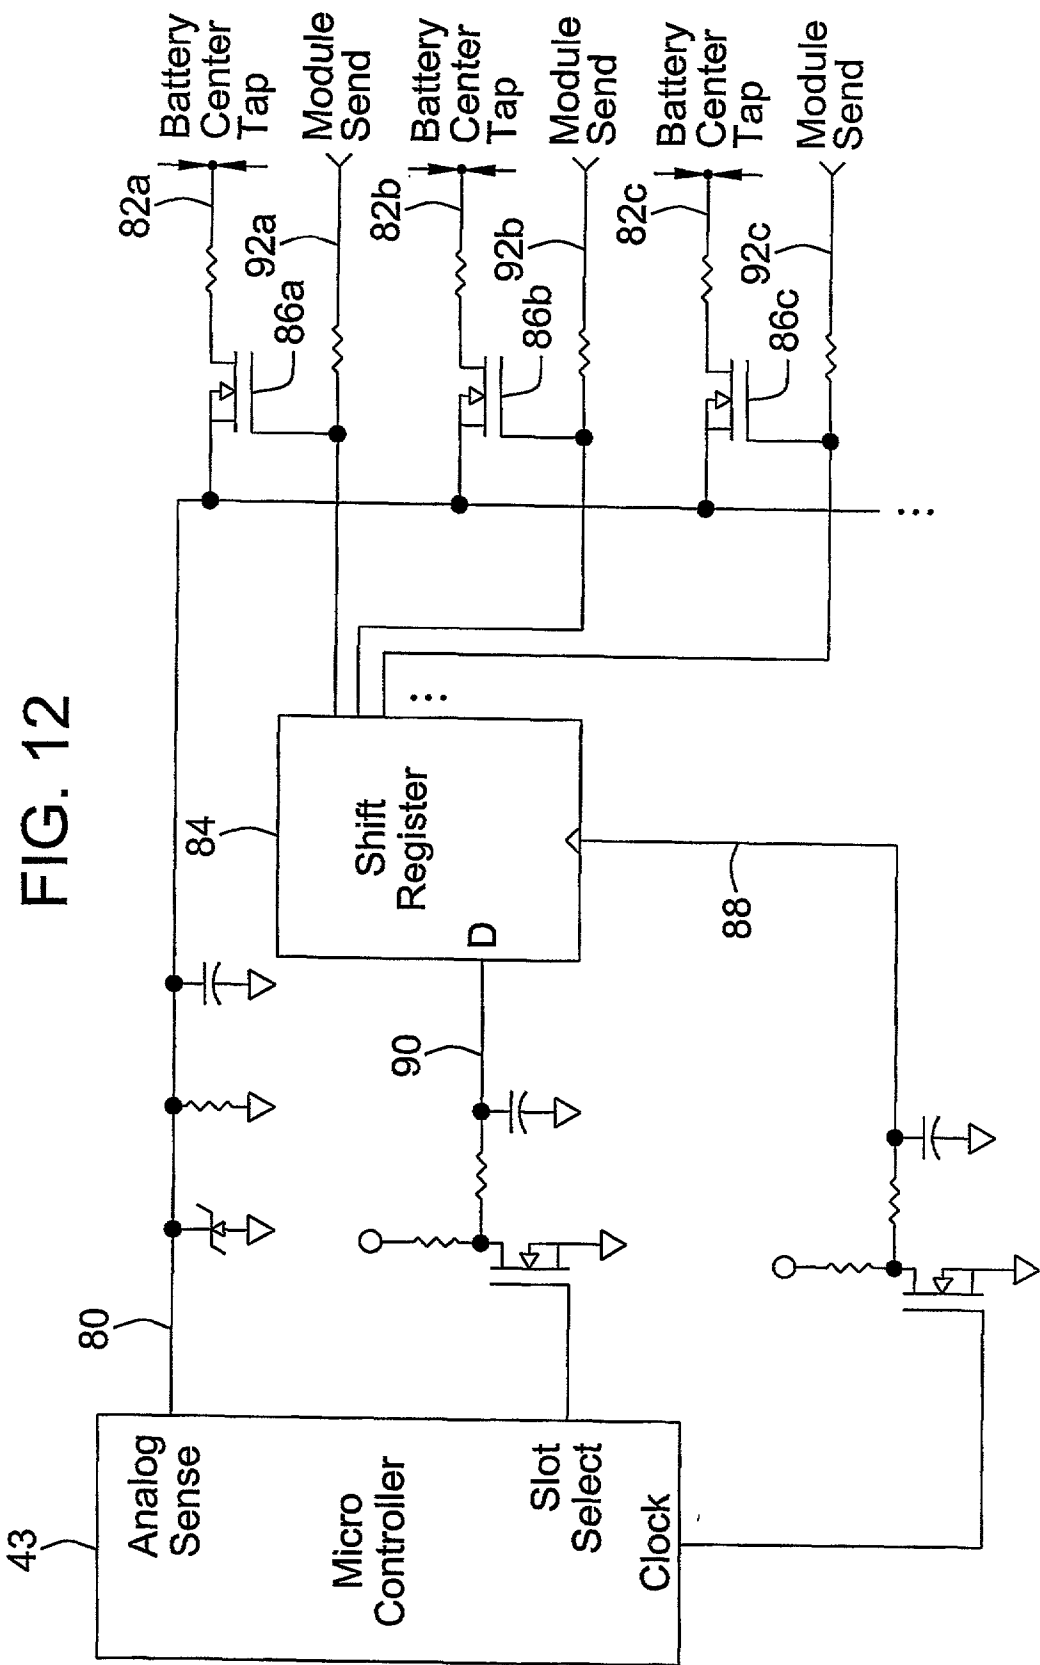 FIG. 12
43
Analog
Sense
Micro
Controller
Slot
Select
Clock
80
90
D
84
Shift
Register
88
...
...
82a
Battery
Center
Tap
92a
Module
Send
86a
82b
Battery
Center
Tap
92b
Module
Send
86b
82c
Battery
Center
Tap
92c
Module
Send
86c